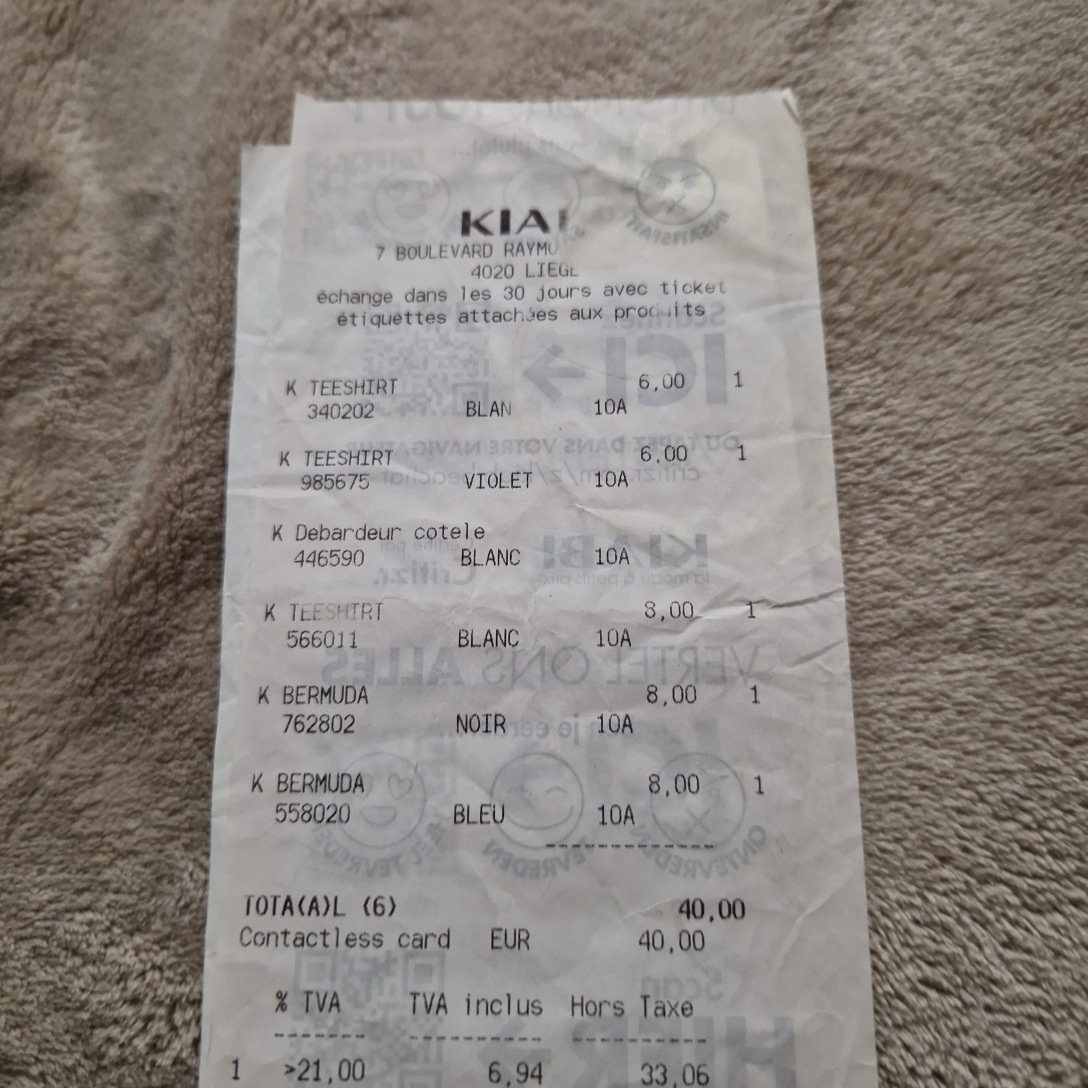 KIA
7 BOULEVARD RAYMO
4020 LIEGE
échange dans les 30 jours avec ticket
étiquettes attachées aux produits
K TEESHIRT 6,00 1
340202 BLAN 10A
K TEESHIRT 6,00 1
985675 VIOLET 10A
K Debardeur cotele
446590 BLANC 10A
K TEESHIRT 8,00 1
566011 BLANC 10A
K BERMUDA 8,00 1
762802 NOIR 10A
K BERMUDA 8,00 1
558020 BLEU 10A
TOTA(A)L (6) 40,00
Contactless card EUR 40,00
% TVA TVA inclus Hors Taxe
1 >21,00 6,94 33,06